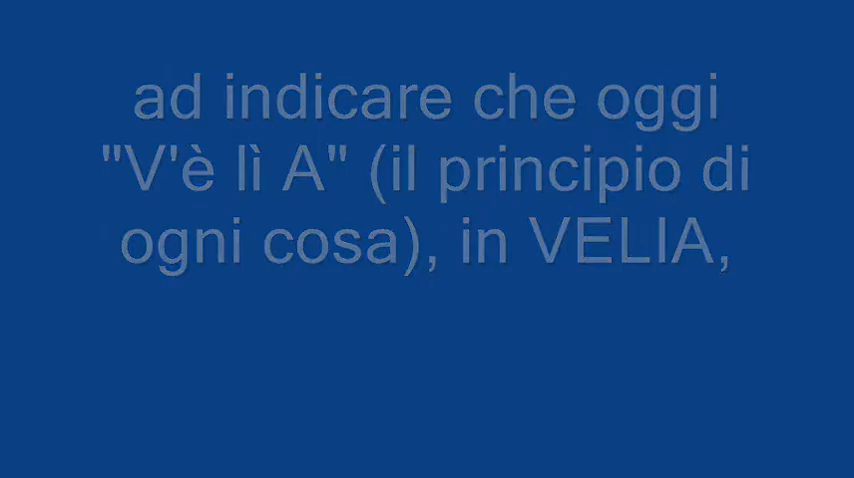 ad indicare che oggi
"V'è lì A" (il principio di
ogni cosa), in VELIA,